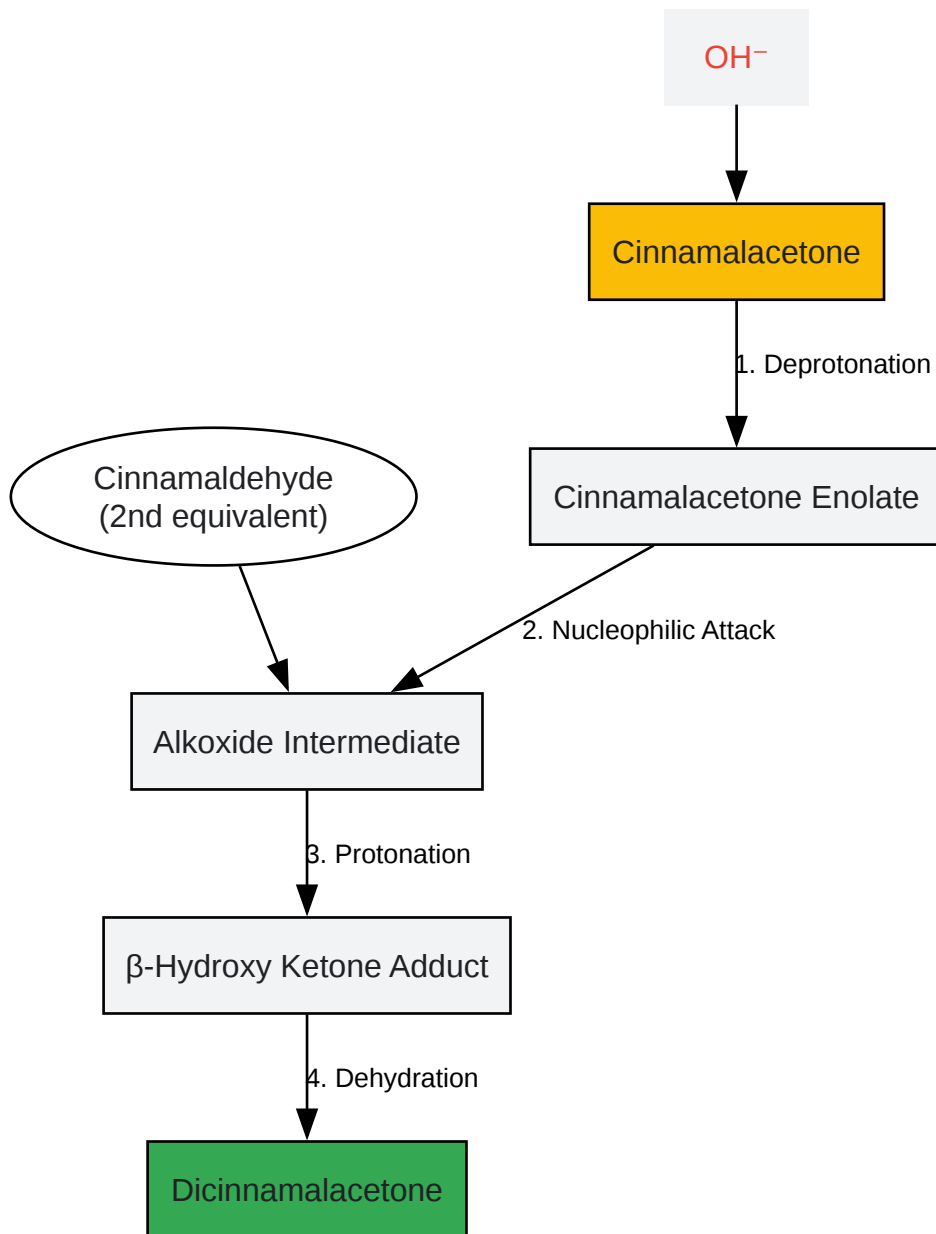 OH⁻
Cinnamalacetone
1. Deprotonation
Cinnamaldehyde
(2nd equivalent)
Cinnamalacetone Enolate
2. Nucleophilic Attack
Alkoxide Intermediate
3. Protonation
β-Hydroxy Ketone Adduct
4. Dehydration
Dicinnamalacetone